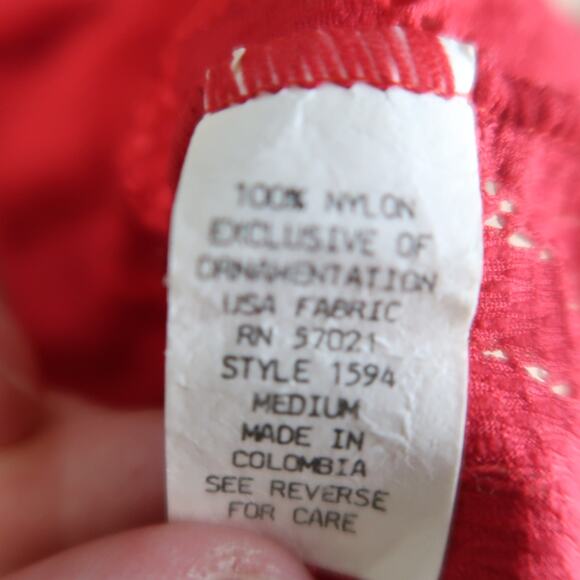 100% NYLON
EXCLUSIVE OF
ORNAMENTATION
USA FABRIC
RN 57021
STYLE 1594
MEDIUM
MADE IN
COLOMBIA
SEE REVERSE
FOR CARE